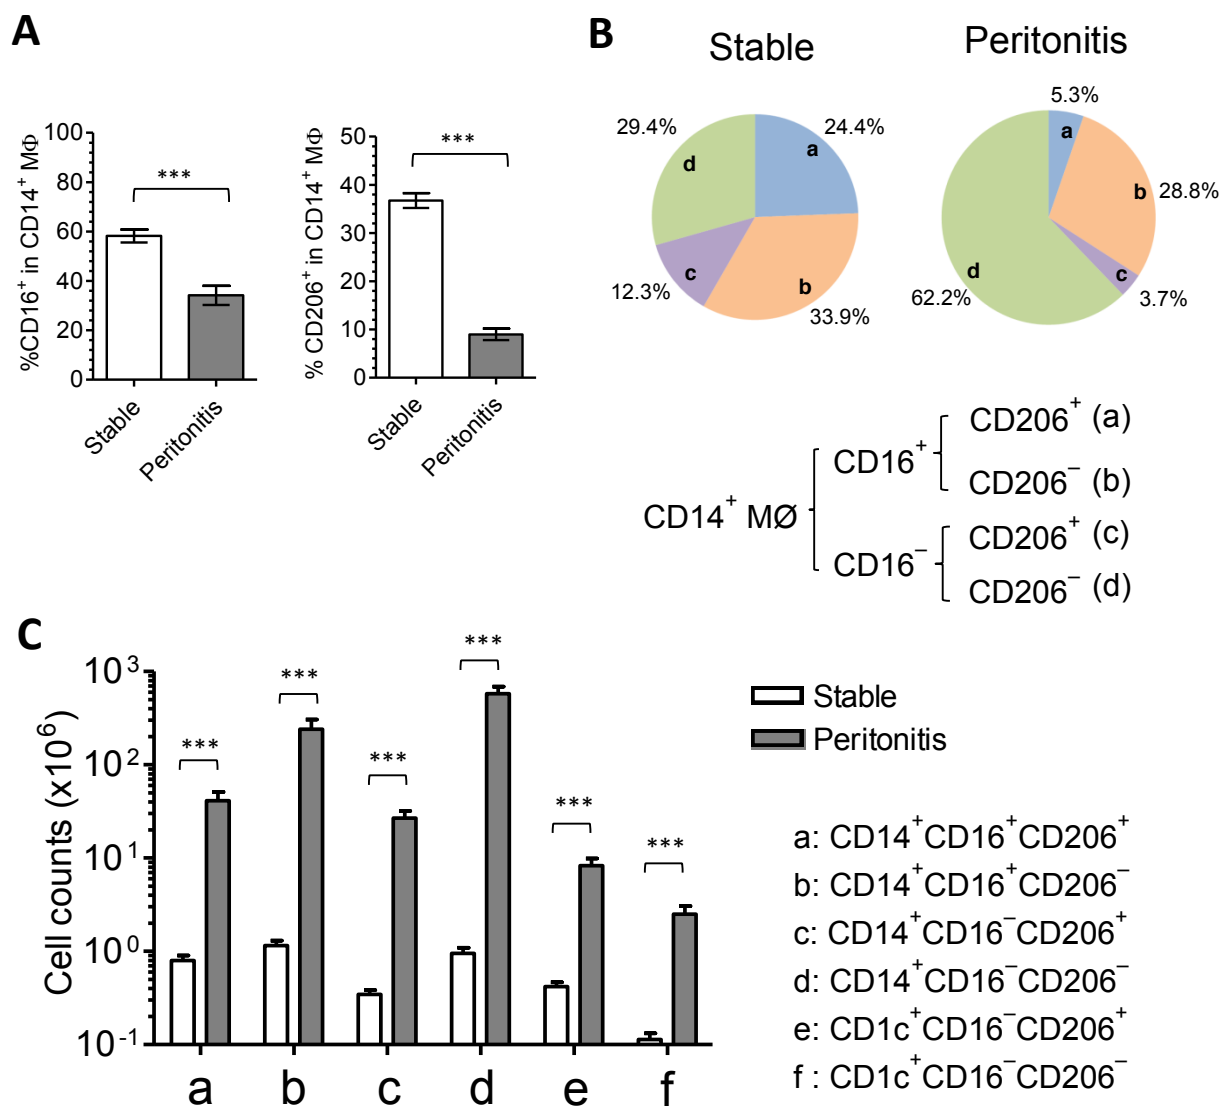 A
%CD16⁺ in CD14⁺ MΦ
100
80
60
40
20
0
***
Stable
Peritonitis
% CD206⁺ in CD14⁺ MΦ
50
40
30
20
10
0
***
Stable
Peritonitis
B
Stable
29.4%
24.4%
12.3%
33.9%
a
b
c
d
Peritonitis
5.3%
28.8%
3.7%
62.2%
a
b
c
d
CD14⁺ MØ
CD16⁺
CD206⁺ (a)
CD206⁻ (b)
CD16⁻
CD206⁺ (c)
CD206⁻ (d)
C
Cell counts (x10⁶)
10³
10²
10¹
10⁰
10⁻¹
***
***
***
***
***
***
a b c d e f
Stable
Peritonitis
a: CD14⁺CD16⁺CD206⁺
b: CD14⁺CD16⁺CD206⁻
c: CD14⁺CD16⁻CD206⁺
d: CD14⁺CD16⁻CD206⁻
e: CD1c⁺CD16⁻CD206⁺
f : CD1c⁺CD16⁻CD206⁻